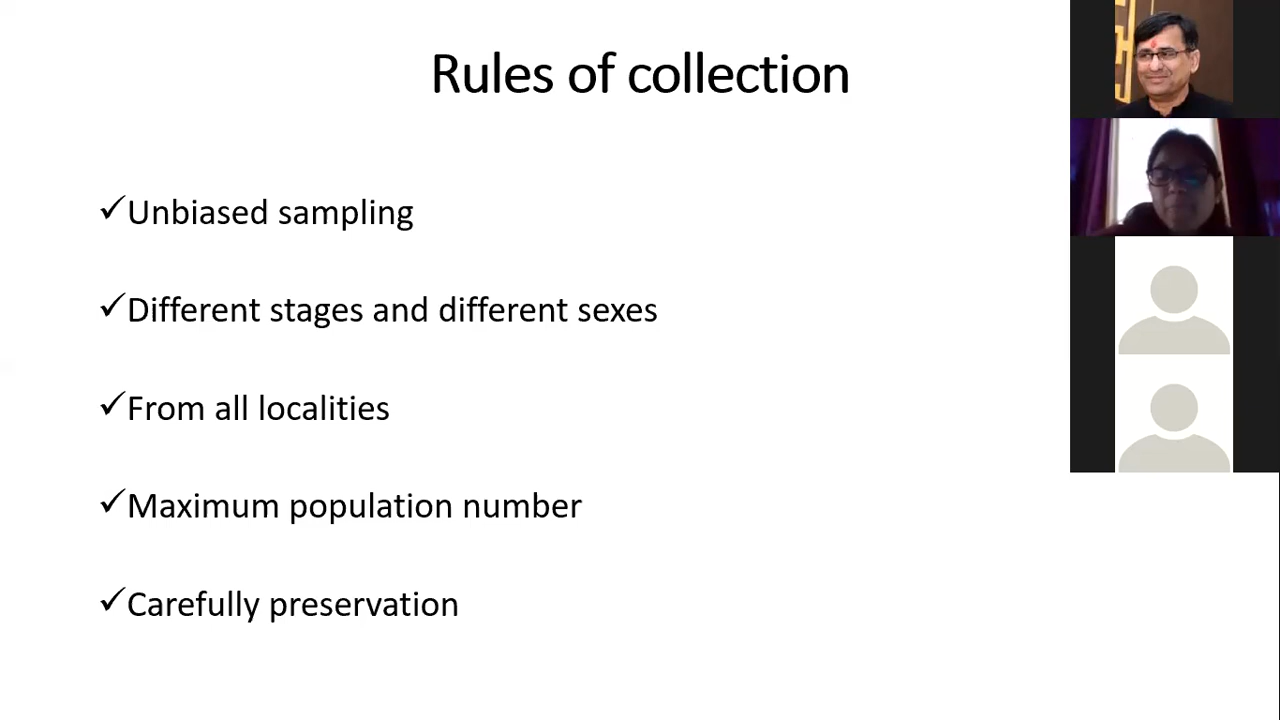 Rules of collection
✓Unbiased sampling
✓Different stages and different sexes
✓From all localities
✓Maximum population number
✓Carefully preservation